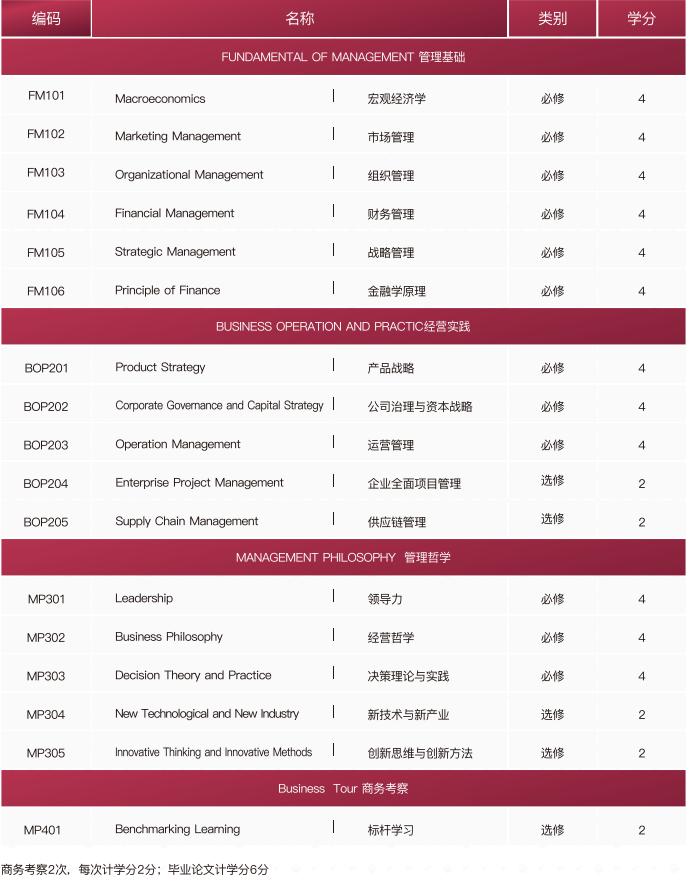 编码 名称 类别 学分
FUNDAMENTAL OF MANAGEMENT 管理基础
FM101 Macroeconomics | 宏观经济学 必修 4
FM102 Marketing Management | 市场管理 必修 4
FM103 Organizational Management | 组织管理 必修 4
FM104 Financial Management | 财务管理 必修 4
FM105 Strategic Management | 战略管理 必修 4
FM106 Principle of Finance | 金融学原理 必修 4
BUSINESS OPERATION AND PRACTIC经营实践
BOP201 Product Strategy | 产品战略 必修 4
BOP202 Corporate Governance and Capital Strategy | 公司治理与资本战略 必修 4
BOP203 Operation Management | 运营管理 必修 4
BOP204 Enterprise Project Management | 企业全面项目管理 选修 2
BOP205 Supply Chain Management | 供应链管理 选修 2
MANAGEMENT PHILOSOPHY 管理哲学
MP301 Leadership | 领导力 必修 4
MP302 Business Philosophy | 经营哲学 必修 4
MP303 Decision Theory and Practice | 决策理论与实践 必修 4
MP304 New Technological and New Industry | 新技术与新产业 选修 2
MP305 Innovative Thinking and Innovative Methods | 创新思维与创新方法 选修 2
Business Tour 商务考察
MP401 Benchmarking Learning | 标杆学习 选修 2
商务考察2次，每次计学分2分；毕业论文计学分6分